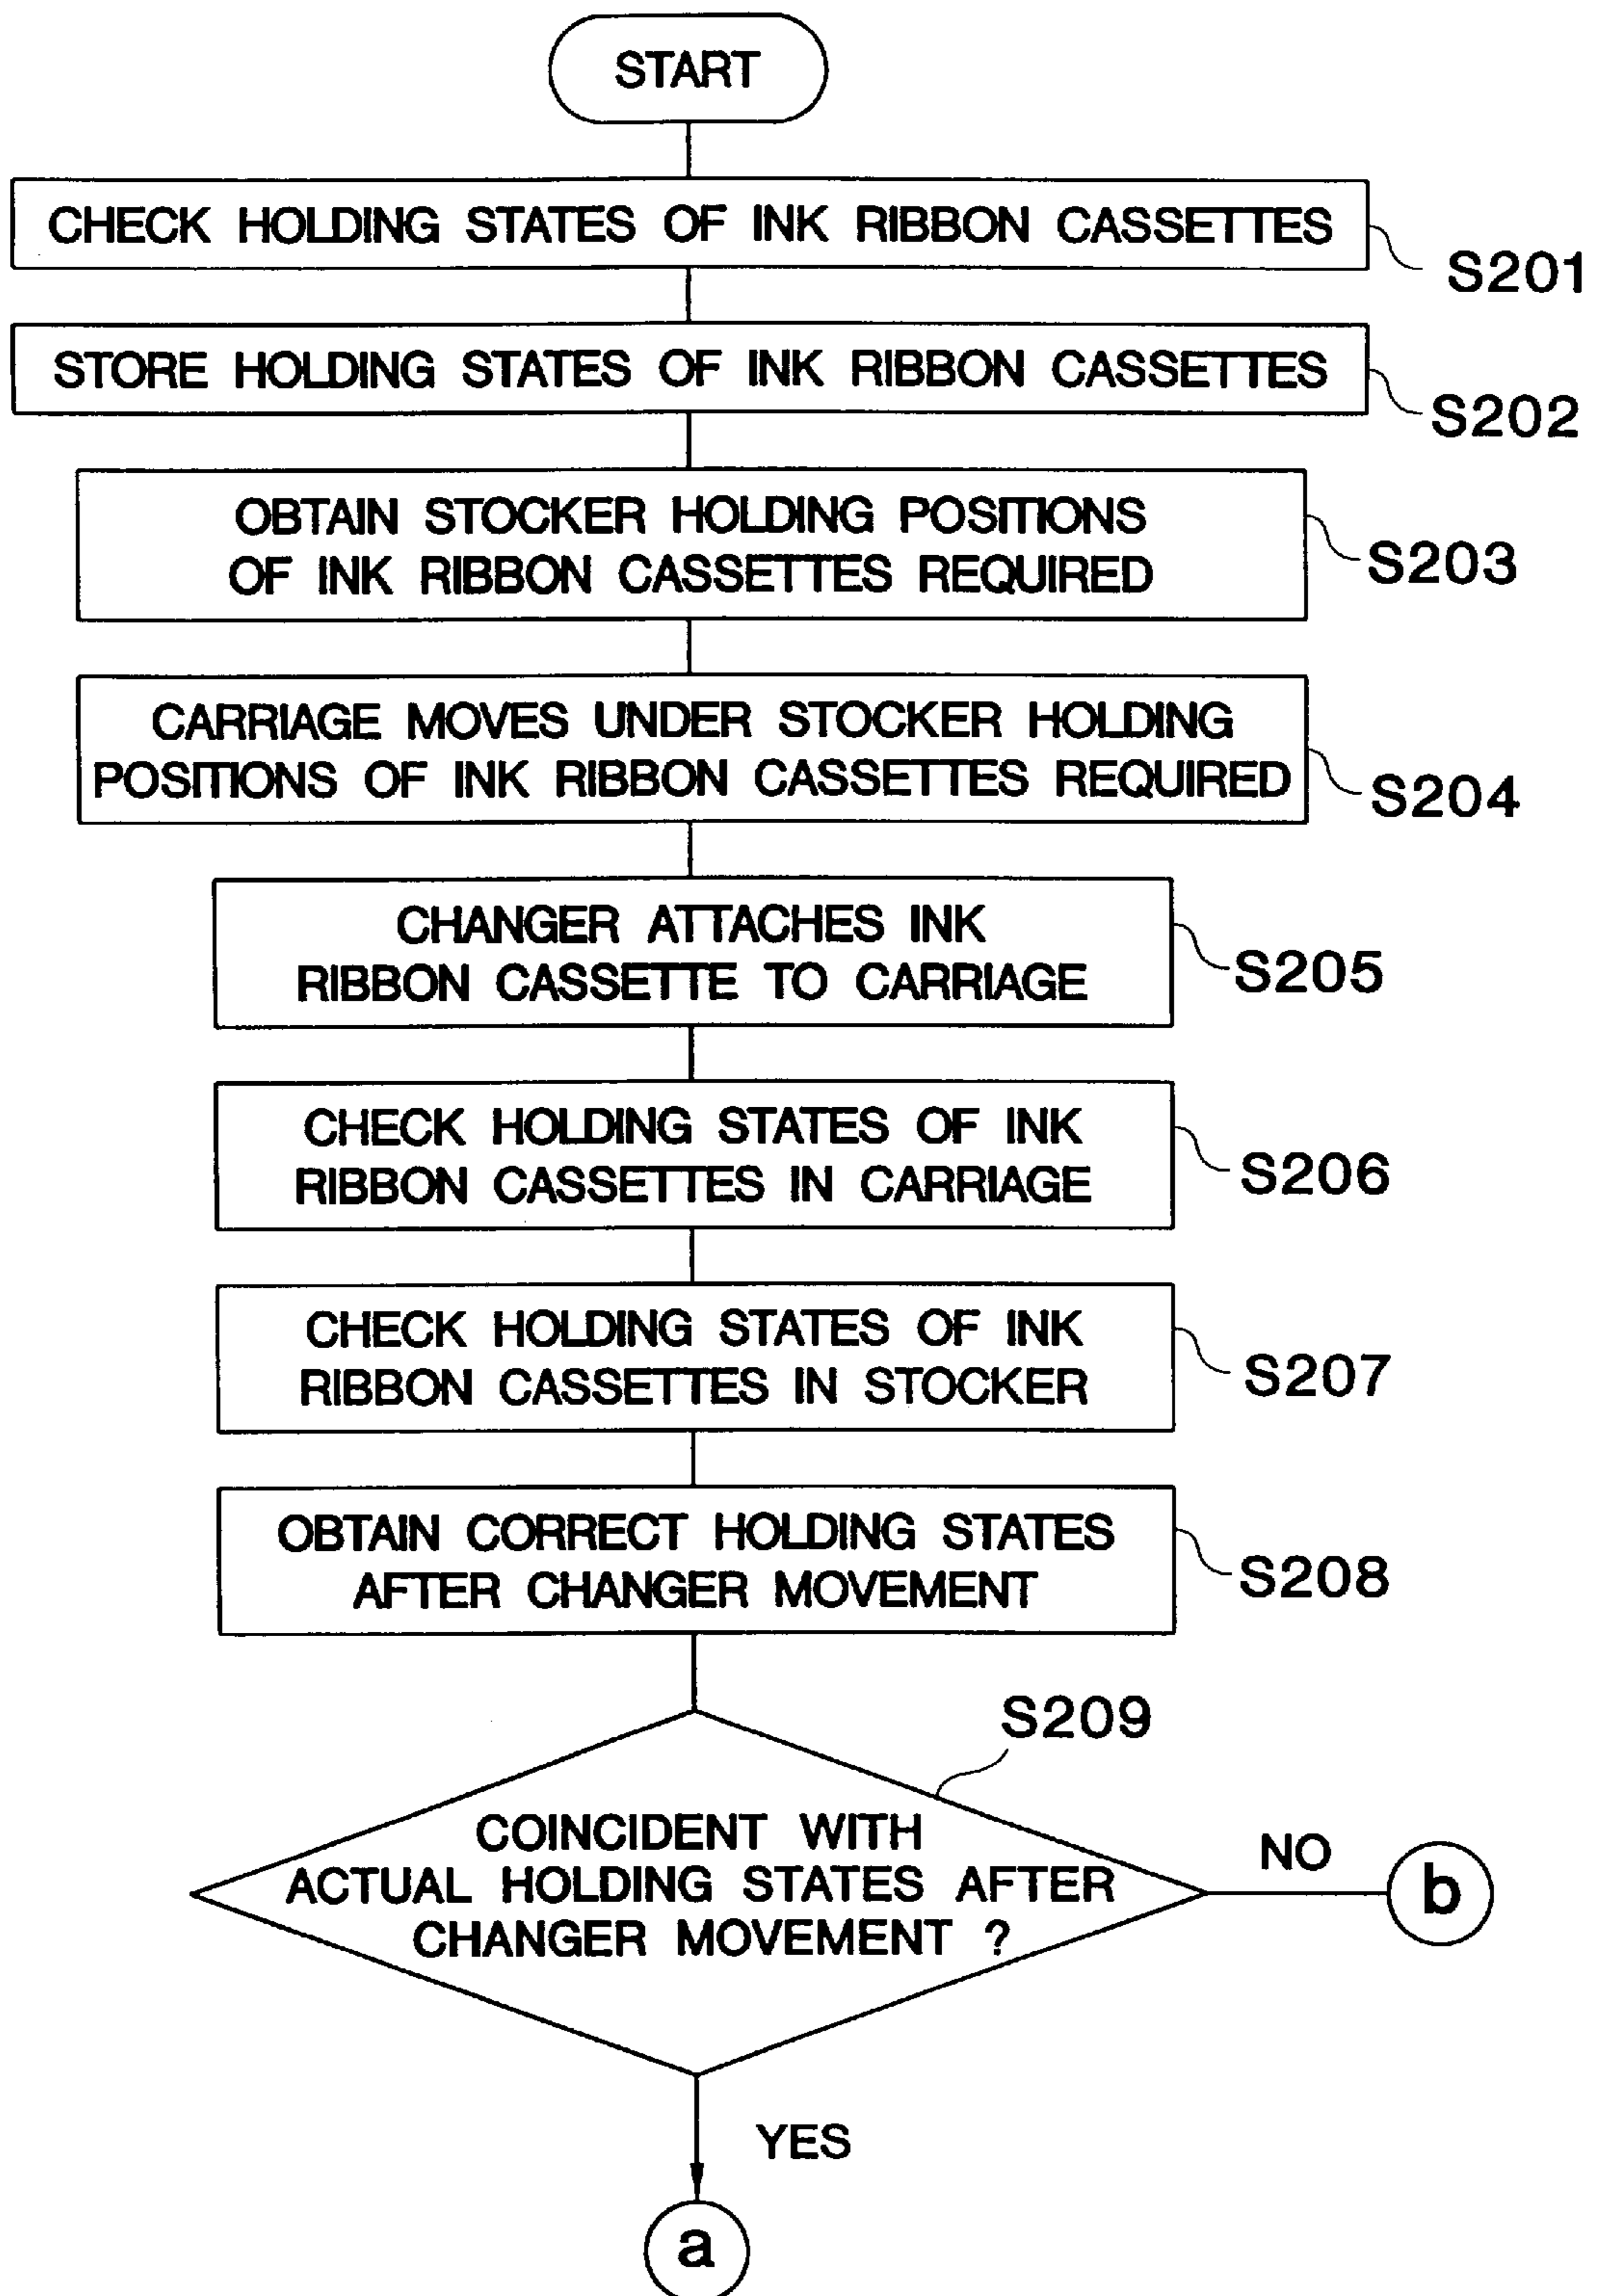 START
CHECK HOLDING STATES OF INK RIBBON CASSETTES
S201
STORE HOLDING STATES OF INK RIBBON CASSETTES
S202
OBTAIN STOCKER HOLDING POSITIONS
OF INK RIBBON CASSETTES REQUIRED
S203
CARRIAGE MOVES UNDER STOCKER HOLDING
POSITIONS OF INK RIBBON CASSETTES REQUIRED
S204
CHANGER ATTACHES INK
RIBBON CASSETTE TO CARRIAGE
S205
CHECK HOLDING STATES OF INK
RIBBON CASSETTES IN CARRIAGE
S206
CHECK HOLDING STATES OF INK
RIBBON CASSETTES IN STOCKER
S207
OBTAIN CORRECT HOLDING STATES
AFTER CHANGER MOVEMENT
S208
S209
COINCIDENT WITH
ACTUAL HOLDING STATES AFTER
CHANGER MOVEMENT ?
NO
b
YES
a